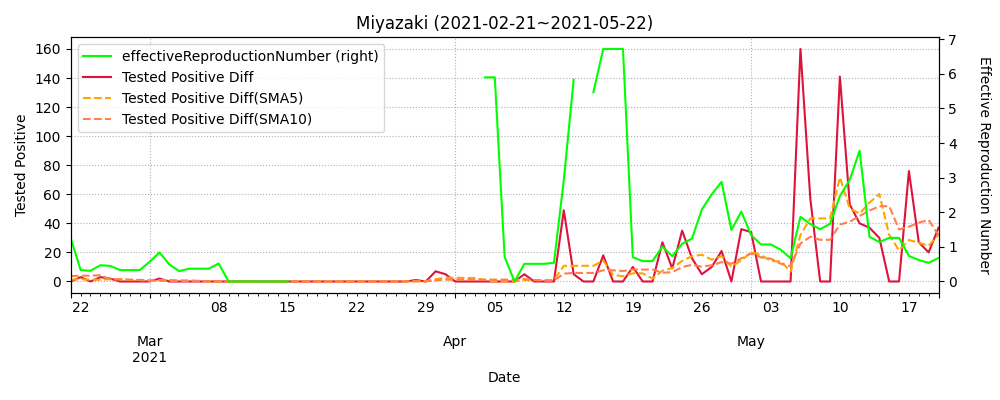 Miyazaki (2021-02-21~2021-05-22)
effectiveReproductionNumber (right)
Tested Positive Diff
Tested Positive Diff(SMA5)
Tested Positive Diff(SMA10)
Tested Positive
160
140
120
100
80
60
40
20
0
7
6
5
4
3
2
1
0
Effective Reproduction Number
22 08 15 22 29 05 12 19 26 03 10 17
Mar Apr May
2021
Date